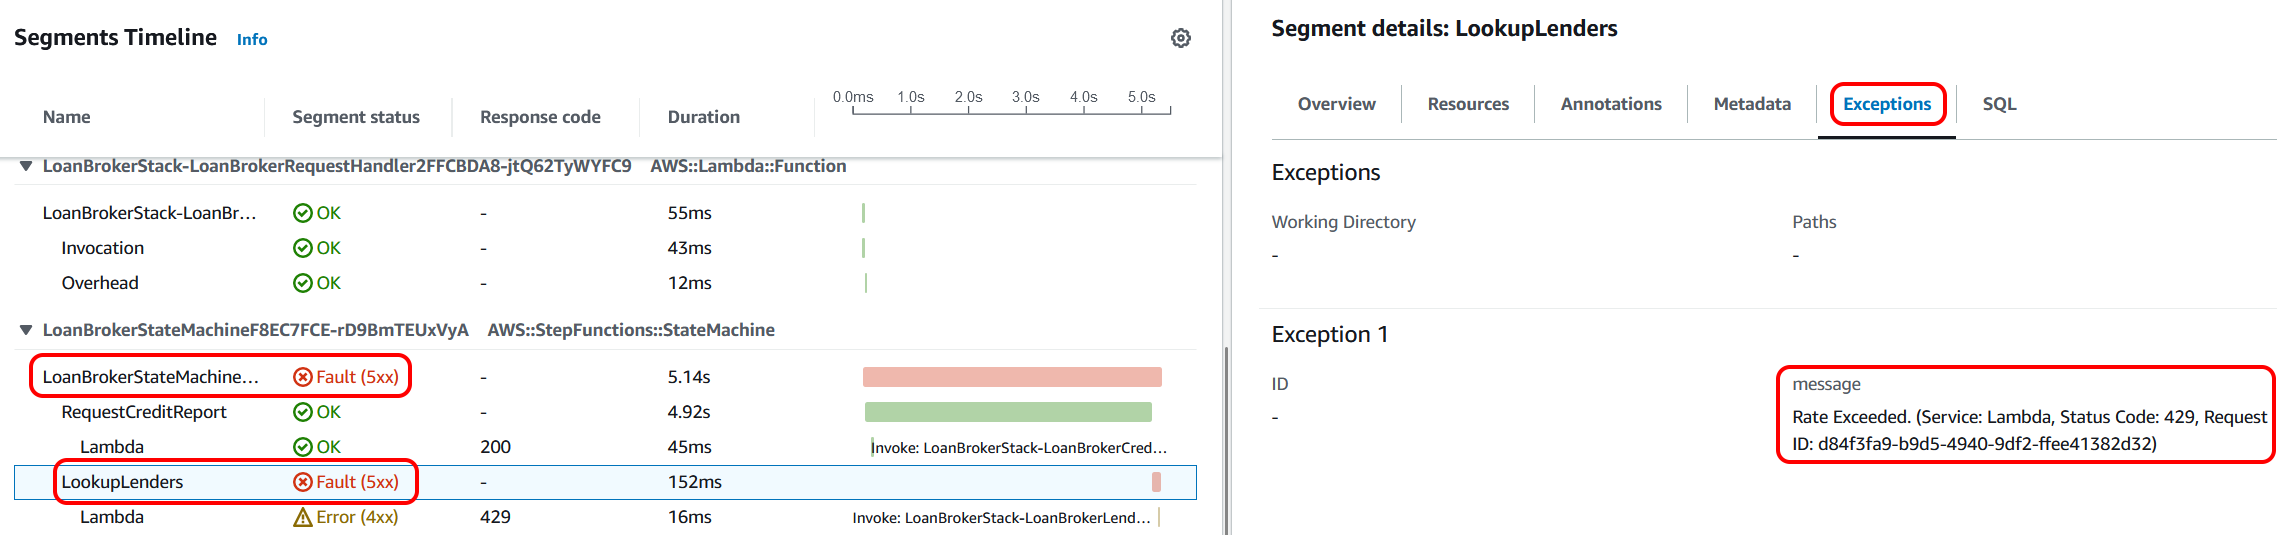 Segments Timeline Info
0.0ms 1.0s 2.0s 3.0s 4.0s 5.0s
Name Segment status Response code Duration
LoanBrokerStack-LoanBrokerRequestHandler2FFCBDA8-jtQ62TyWYFC9 AWS::Lambda::Function
LoanBrokerStack-LoanBr... OK - 55ms
Invocation OK - 43ms
Overhead OK - 12ms
LoanBrokerStateMachineF8EC7FCE-rD9BmTEUxVyA AWS::StepFunctions::StateMachine
LoanBrokerStateMachine... Fault (5xx) - 5.14s
RequestCreditReport OK - 4.92s
Lambda OK 200 45ms Invoke: LoanBrokerStack-LoanBrokerCred...
LookupLenders Fault (5xx) - 152ms
Lambda Error (4xx) 429 16ms Invoke: LoanBrokerStack-LoanBrokerLend...
Segment details: LookupLenders
Overview Resources Annotations Metadata Exceptions SQL
Exceptions
Working Directory Paths
- -
Exception 1
ID message
- Rate Exceeded. (Service: Lambda, Status Code: 429, Request
ID: d84f3fa9-b9d5-4940-9df2-ffee41382d32)